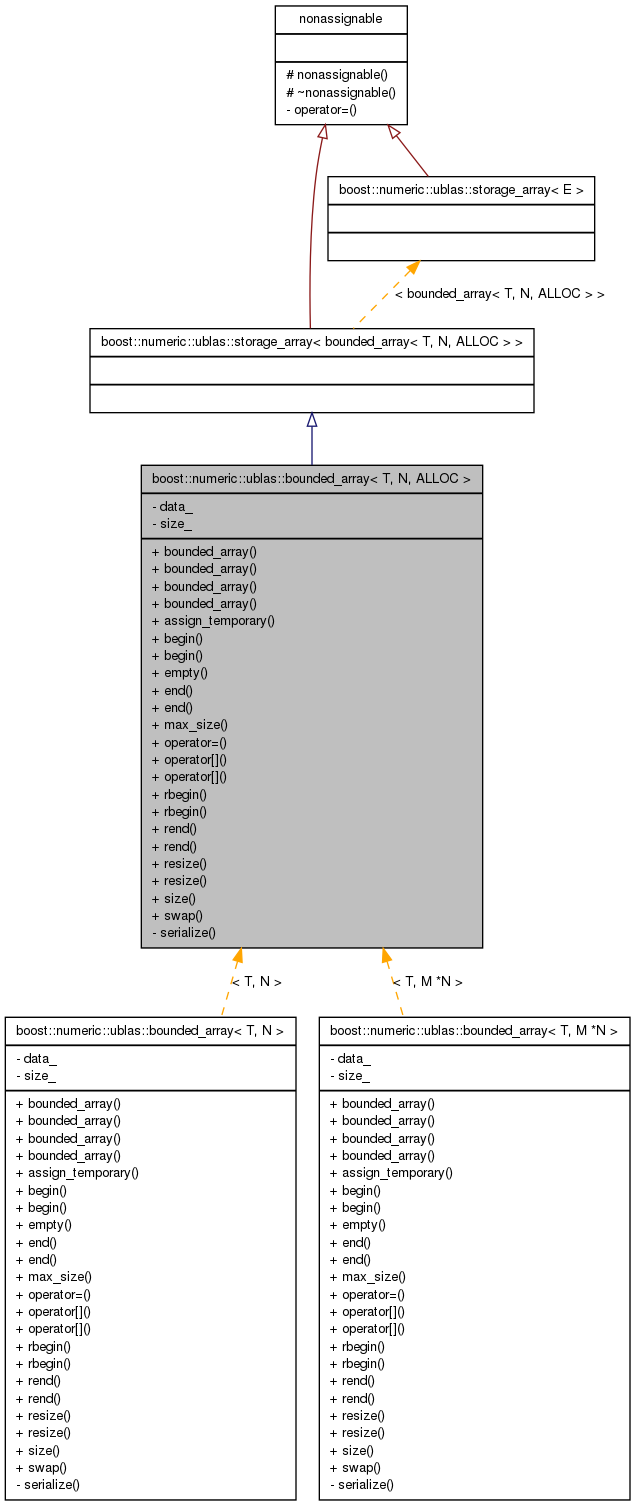 nonassignable
# nonassignable()
# ~nonassignable()
- operator=()
boost::numeric::ublas::storage_array< E >
< bounded_array< T, N, ALLOC > >
boost::numeric::ublas::storage_array< bounded_array< T, N, ALLOC > >
boost::numeric::ublas::bounded_array< T, N, ALLOC >
- data_
- size_
+ bounded_array()
+ bounded_array()
+ bounded_array()
+ bounded_array()
+ assign_temporary()
+ begin()
+ begin()
+ empty()
+ end()
+ end()
+ max_size()
+ operator=()
+ operator[]()
+ operator[]()
+ rbegin()
+ rbegin()
+ rend()
+ rend()
+ resize()
+ resize()
+ size()
+ swap()
- serialize()
< T, N >
< T, M *N >
boost::numeric::ublas::bounded_array< T, N >
- data_
- size_
+ bounded_array()
+ bounded_array()
+ bounded_array()
+ bounded_array()
+ assign_temporary()
+ begin()
+ begin()
+ empty()
+ end()
+ end()
+ max_size()
+ operator=()
+ operator[]()
+ operator[]()
+ rbegin()
+ rbegin()
+ rend()
+ rend()
+ resize()
+ resize()
+ size()
+ swap()
- serialize()
boost::numeric::ublas::bounded_array< T, M *N >
- data_
- size_
+ bounded_array()
+ bounded_array()
+ bounded_array()
+ bounded_array()
+ assign_temporary()
+ begin()
+ begin()
+ empty()
+ end()
+ end()
+ max_size()
+ operator=()
+ operator[]()
+ operator[]()
+ rbegin()
+ rbegin()
+ rend()
+ rend()
+ resize()
+ resize()
+ size()
+ swap()
- serialize()